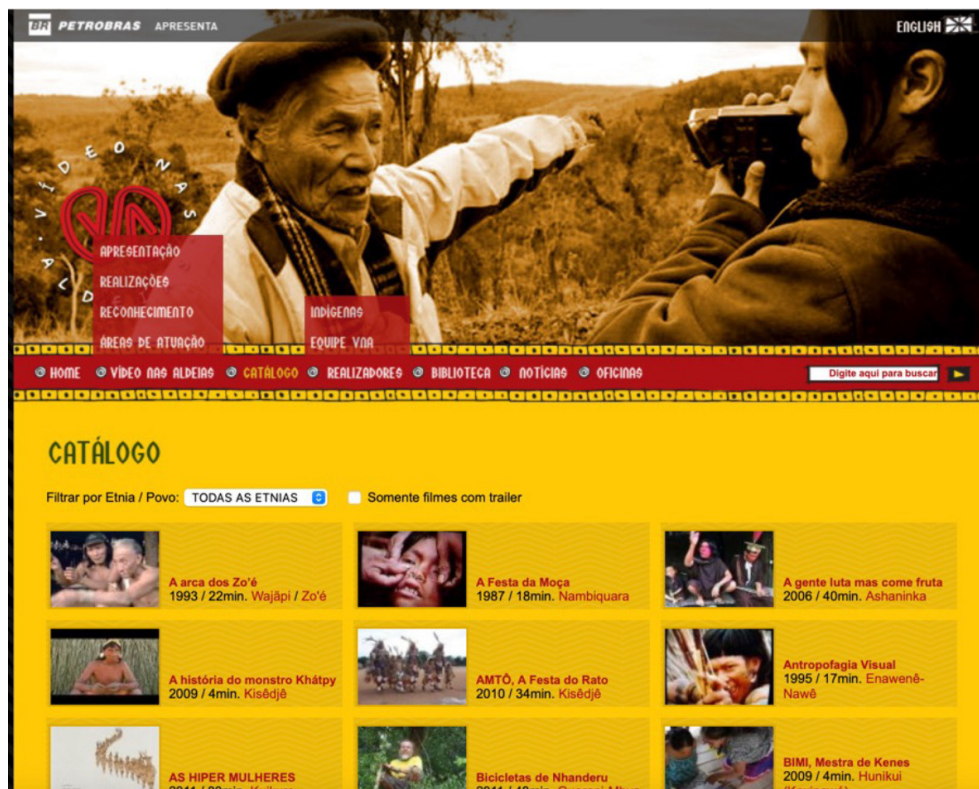 BR PETROBRAS APRESENTA
ENGLISH
VÍDEO NAS ALDEIAS
APRESENTAÇÃO
REALIZAÇÕES
RECONHECIMENTO
ÁREAS DE ATUAÇÃO
INDÍGENAS
EQUIPE VNA
HOME VÍDEO NAS ALDEIAS CATÁLOGO REALIZADORES BIBLIOTECA NOTÍCIAS OFICINAS
Digite aqui para buscar
CATÁLOGO
Filtrar por Etnia / Povo: TODAS AS ETNIAS Somente filmes com trailer
A arca dos Zo'é
1993 / 22min. Wajãpi / Zo'é
A Festa da Moça
1987 / 18min. Nambiquara
A gente luta mas come fruta
2006 / 40min. Ashaninka
A história do monstro Khátpy
2009 / 4min. Kisêdjê
AMTÔ, A Festa do Rato
2010 / 34min. Kisêdjê
Antropofagia Visual
1995 / 17min. Enawenê-
Nawê
AS HIPER MULHERES
Bicicletas de Nhanderu
BIMI, Mestra de Kenes
2009 / 4min. Hunikui